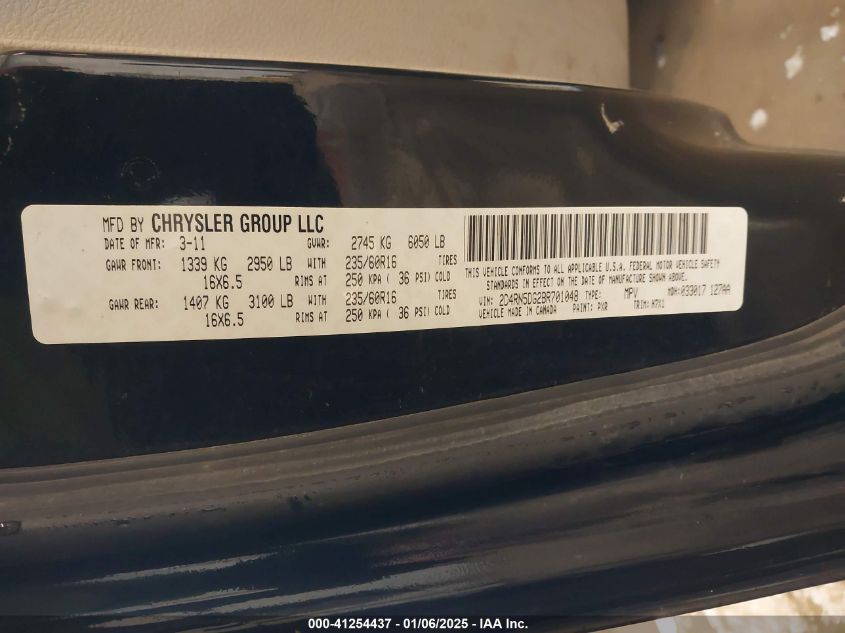 MFD BY CHRYSLER GROUP LLC
DATE OF MFR: 3-11 GVWR: 2745 KG 6050 LB
GAWR FRONT: 1339 KG 2950 LB WITH 235/60R16 TIRES
16X6.5 RIMS AT 250 KPA ( 36 PSI) COLD
GAWR REAR: 1407 KG 3100 LB WITH 235/60R16 TIRES
16X6.5 RIMS AT 250 KPA ( 36 PSI) COLD
THIS VEHICLE CONFORMS TO ALL APPLICABLE U.S.A. FEDERAL MOTOR VEHICLE SAFETY
STANDARDS IN EFFECT ON THE DATE OF MANUFACTURE SHOWN ABOVE.
VIN: 2D4RN5DG2BR701048 TYPE: MPV MDH: 033017 127AA
VEHICLE MADE IN CANADA PAINT: PXR TRIM:
000-41254437 - 01/06/2025 - IAA Inc.